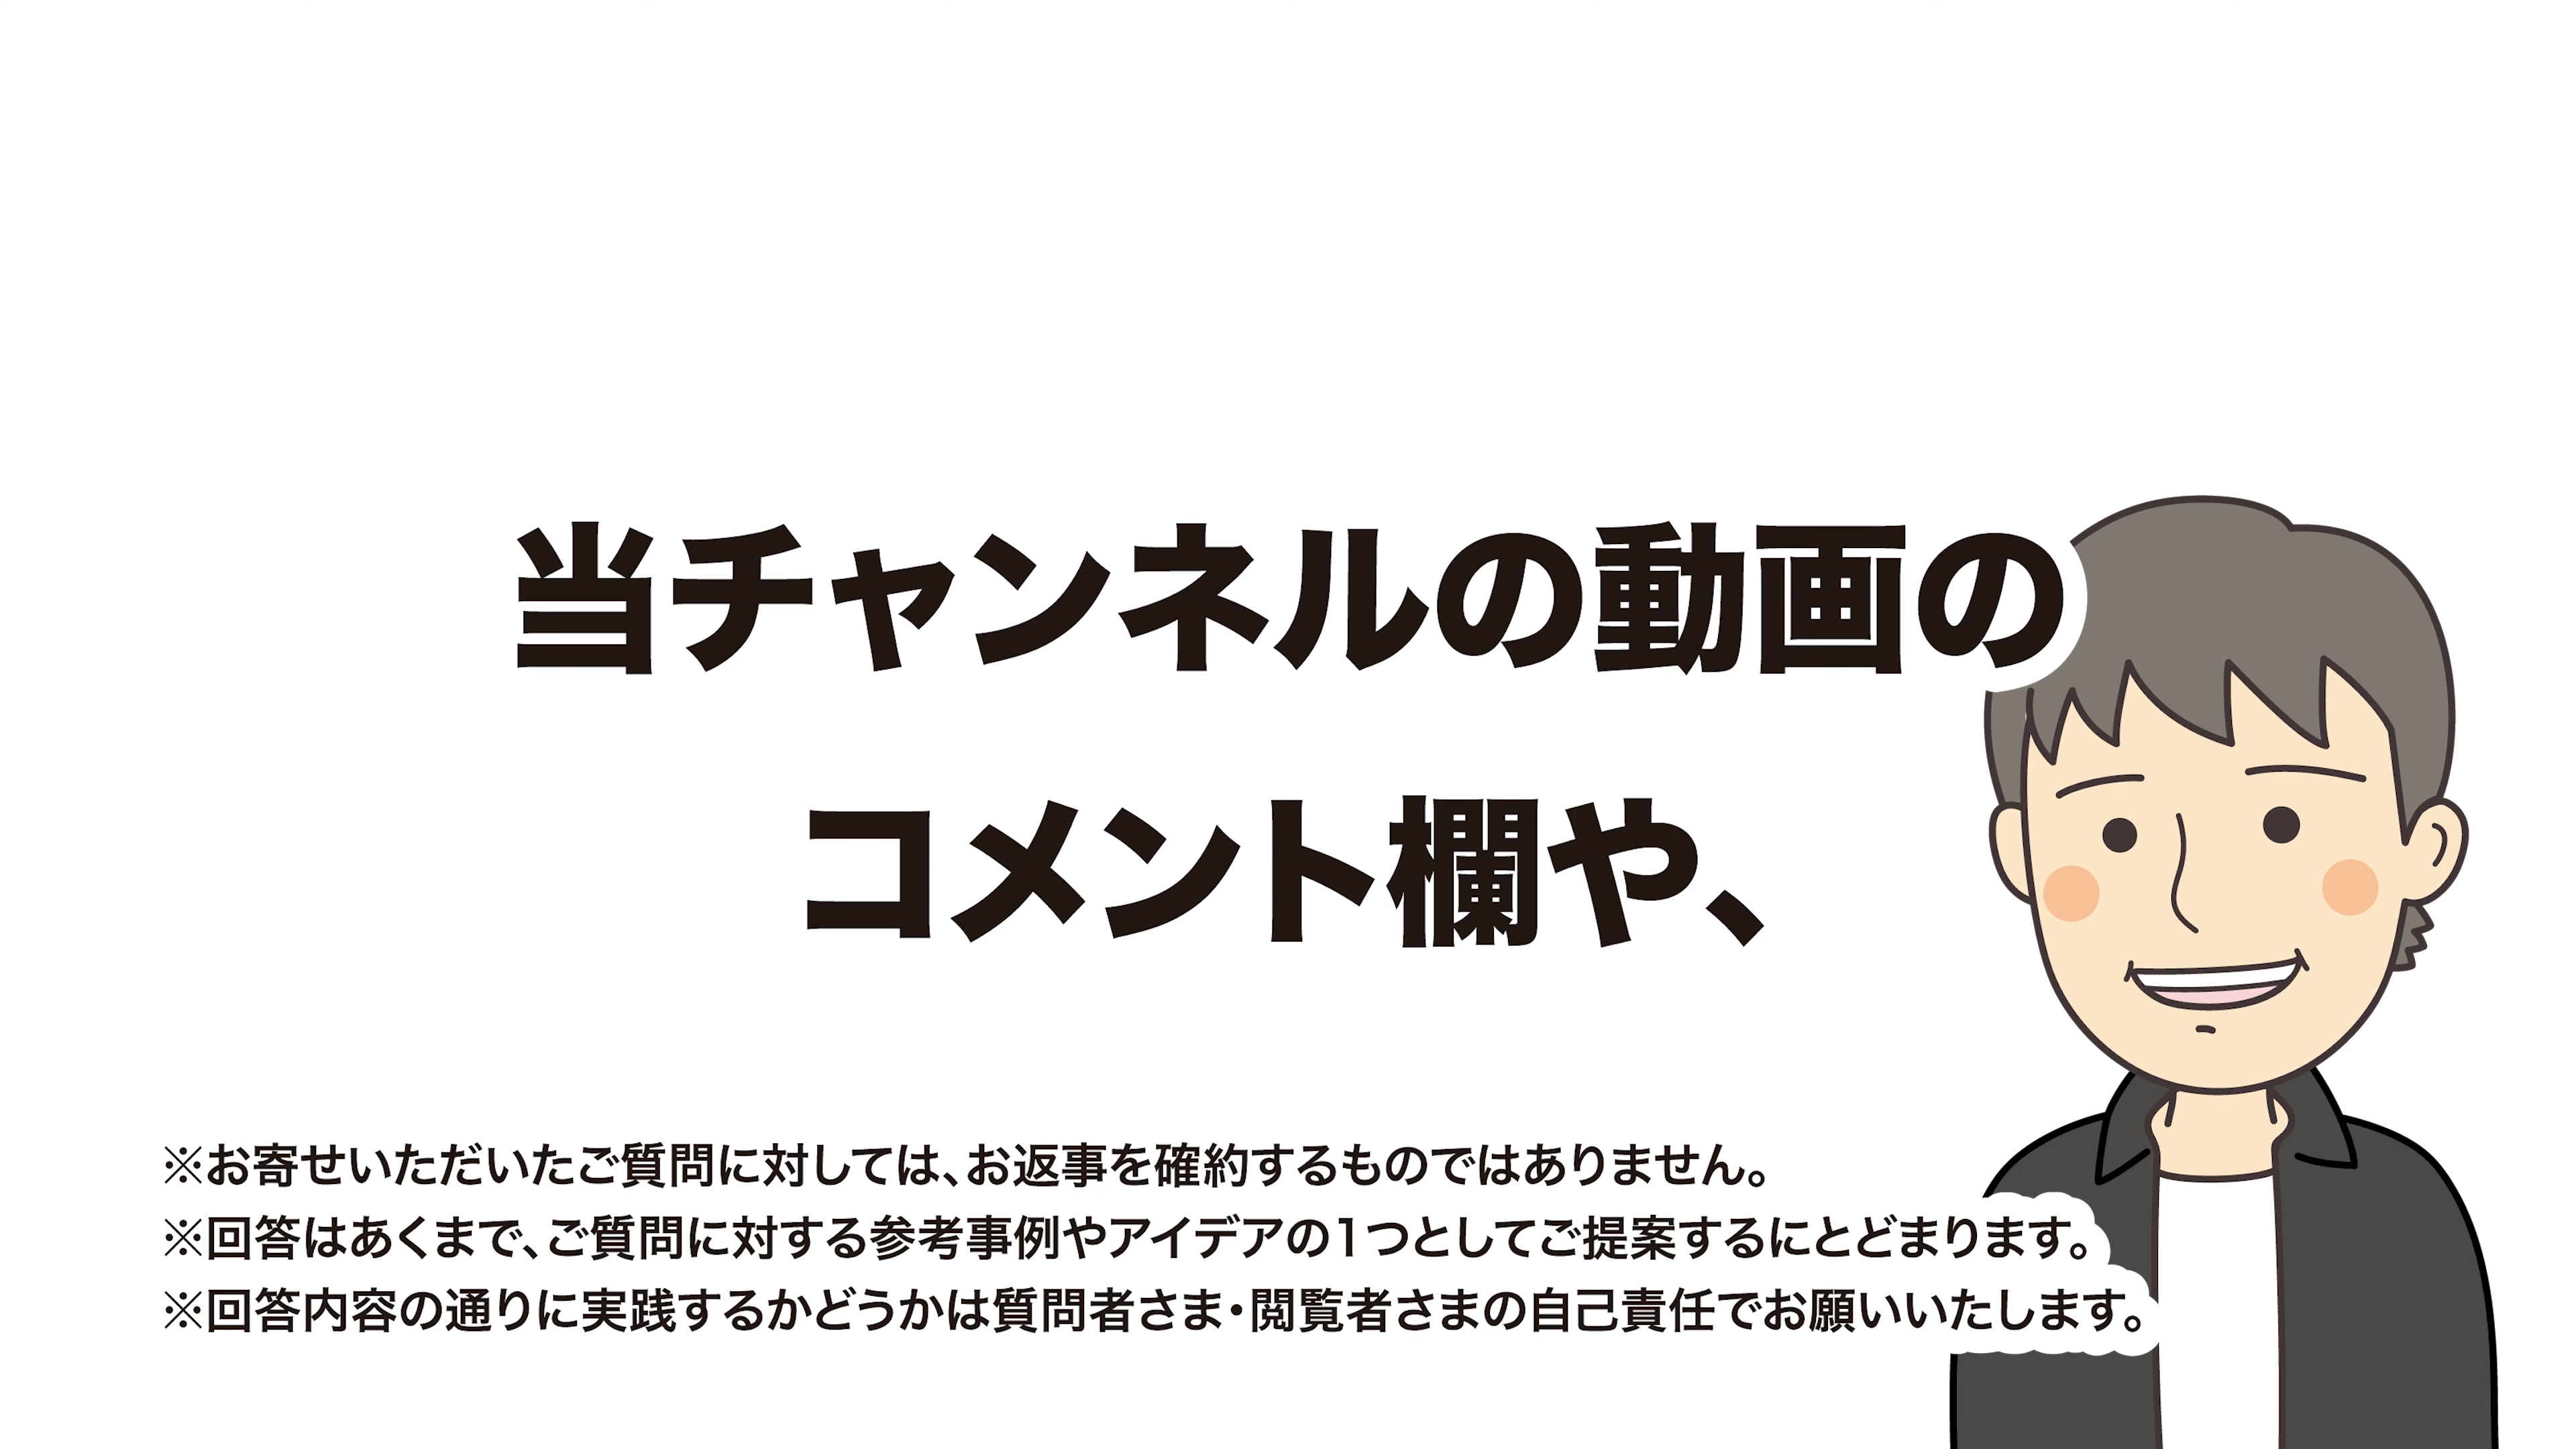 当チャンネルの動画の
コメント欄や、
※お寄せいただいたご質問に対しては、お返事を確約するものではありません。
※回答はあくまで、ご質問に対する参考事例やアイデアの1つとしてご提案するにとどまります。
※回答内容の通りに実践するかどうかは質問者さま・閲覧者さまの自己責任でお願いいたします。